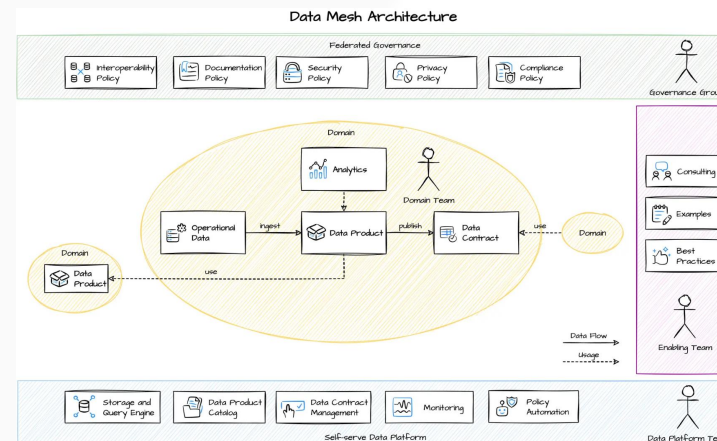 Data Mesh Architecture
Federated Governance
Interoperability
Policy
Documentation
Policy
Security
Policy
Privacy
Policy
Compliance
Policy
Governance
Domain
Analytics
Domain Team
Operational
Data
ingest
Data Product
publish
Data
Contract
use
Domain
Domain
Data
Product
use
Consulting
Examples
Best
Practices
Enabling Team
Data Flow
Usage
Storage and
Query Engine
Data Product
Catalog
Data Contract
Management
Monitoring
Policy
Automation
Self-serve Data Platform
Data Platform